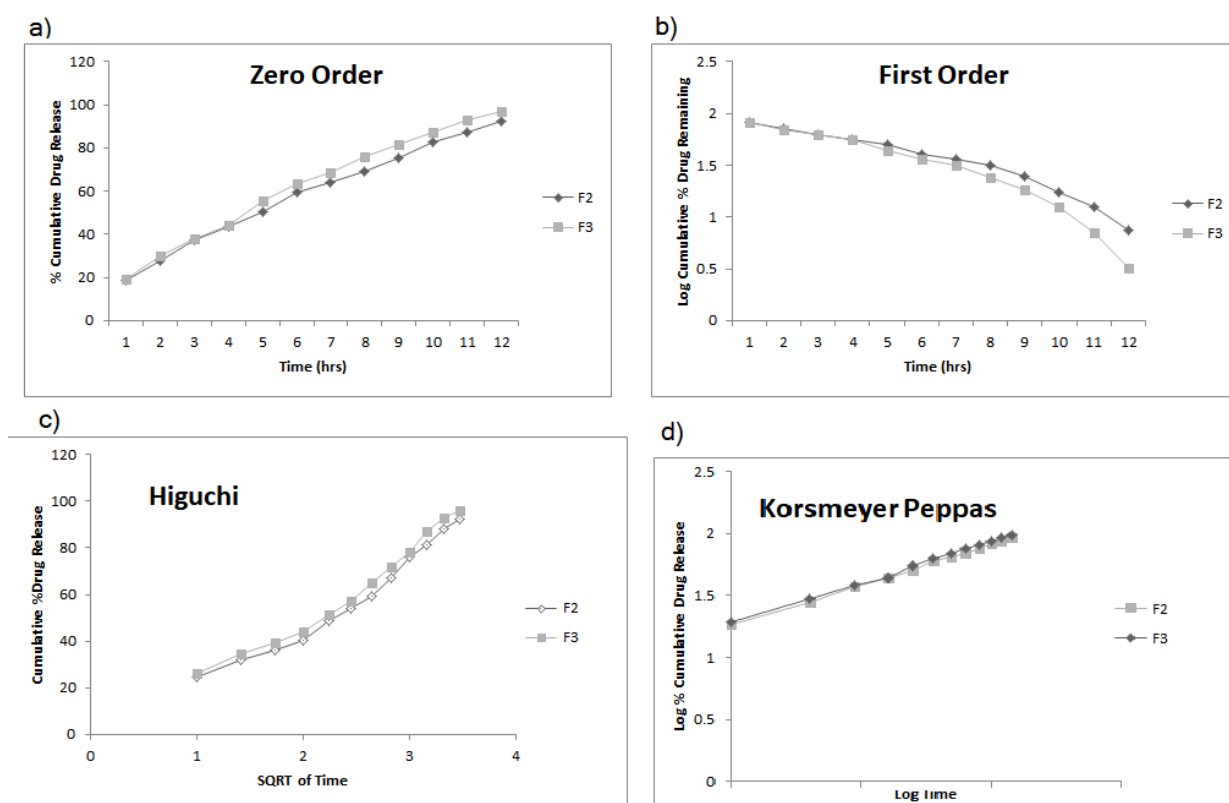 a)
Zero Order
% Cumulative Drug Release
120
100
80
60
40
20
0
1 2 3 4 5 6 7 8 9 10 11 12
Time (hrs)
F2
F3
b)
First Order
Log Cumulative % Drug Remaining
2.5
2
1.5
1
0.5
0
1 2 3 4 5 6 7 8 9 10 11 12
Time (hrs)
F2
F3
c)
Higuchi
Cumulative %Drug Release
120
100
80
60
40
20
0
0 1 2 3 4
SQRT of Time
F2
F3
d)
Korsmeyer Peppas
Log % Cumulative Drug Release
2.5
2
1.5
1
0.5
0
Log Time
F2
F3